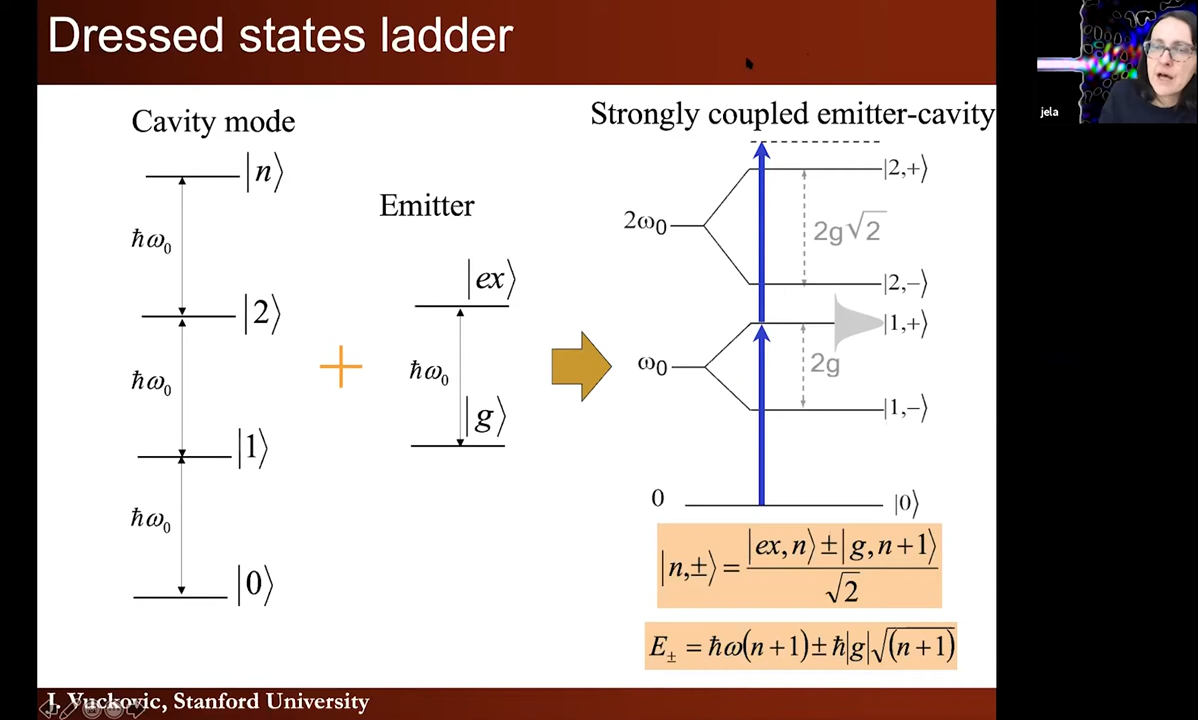 Dressed states ladder
jela
Cavity mode
|n⟩
ħω₀
|2⟩
ħω₀
|1⟩
ħω₀
|0⟩
+
Emitter
|ex⟩
ħω₀
|g⟩
Strongly coupled emitter-cavity
|2,+⟩
2ω₀
2g√2
|2,−⟩
|1,+⟩
ω₀
2g
|1,−⟩
0
|0⟩
|n,±⟩ = (|ex,n⟩ ± |g,n+1⟩) / √2
E± = ħω(n+1) ± ħ|g|√(n+1)
J. Vuckovic, Stanford University